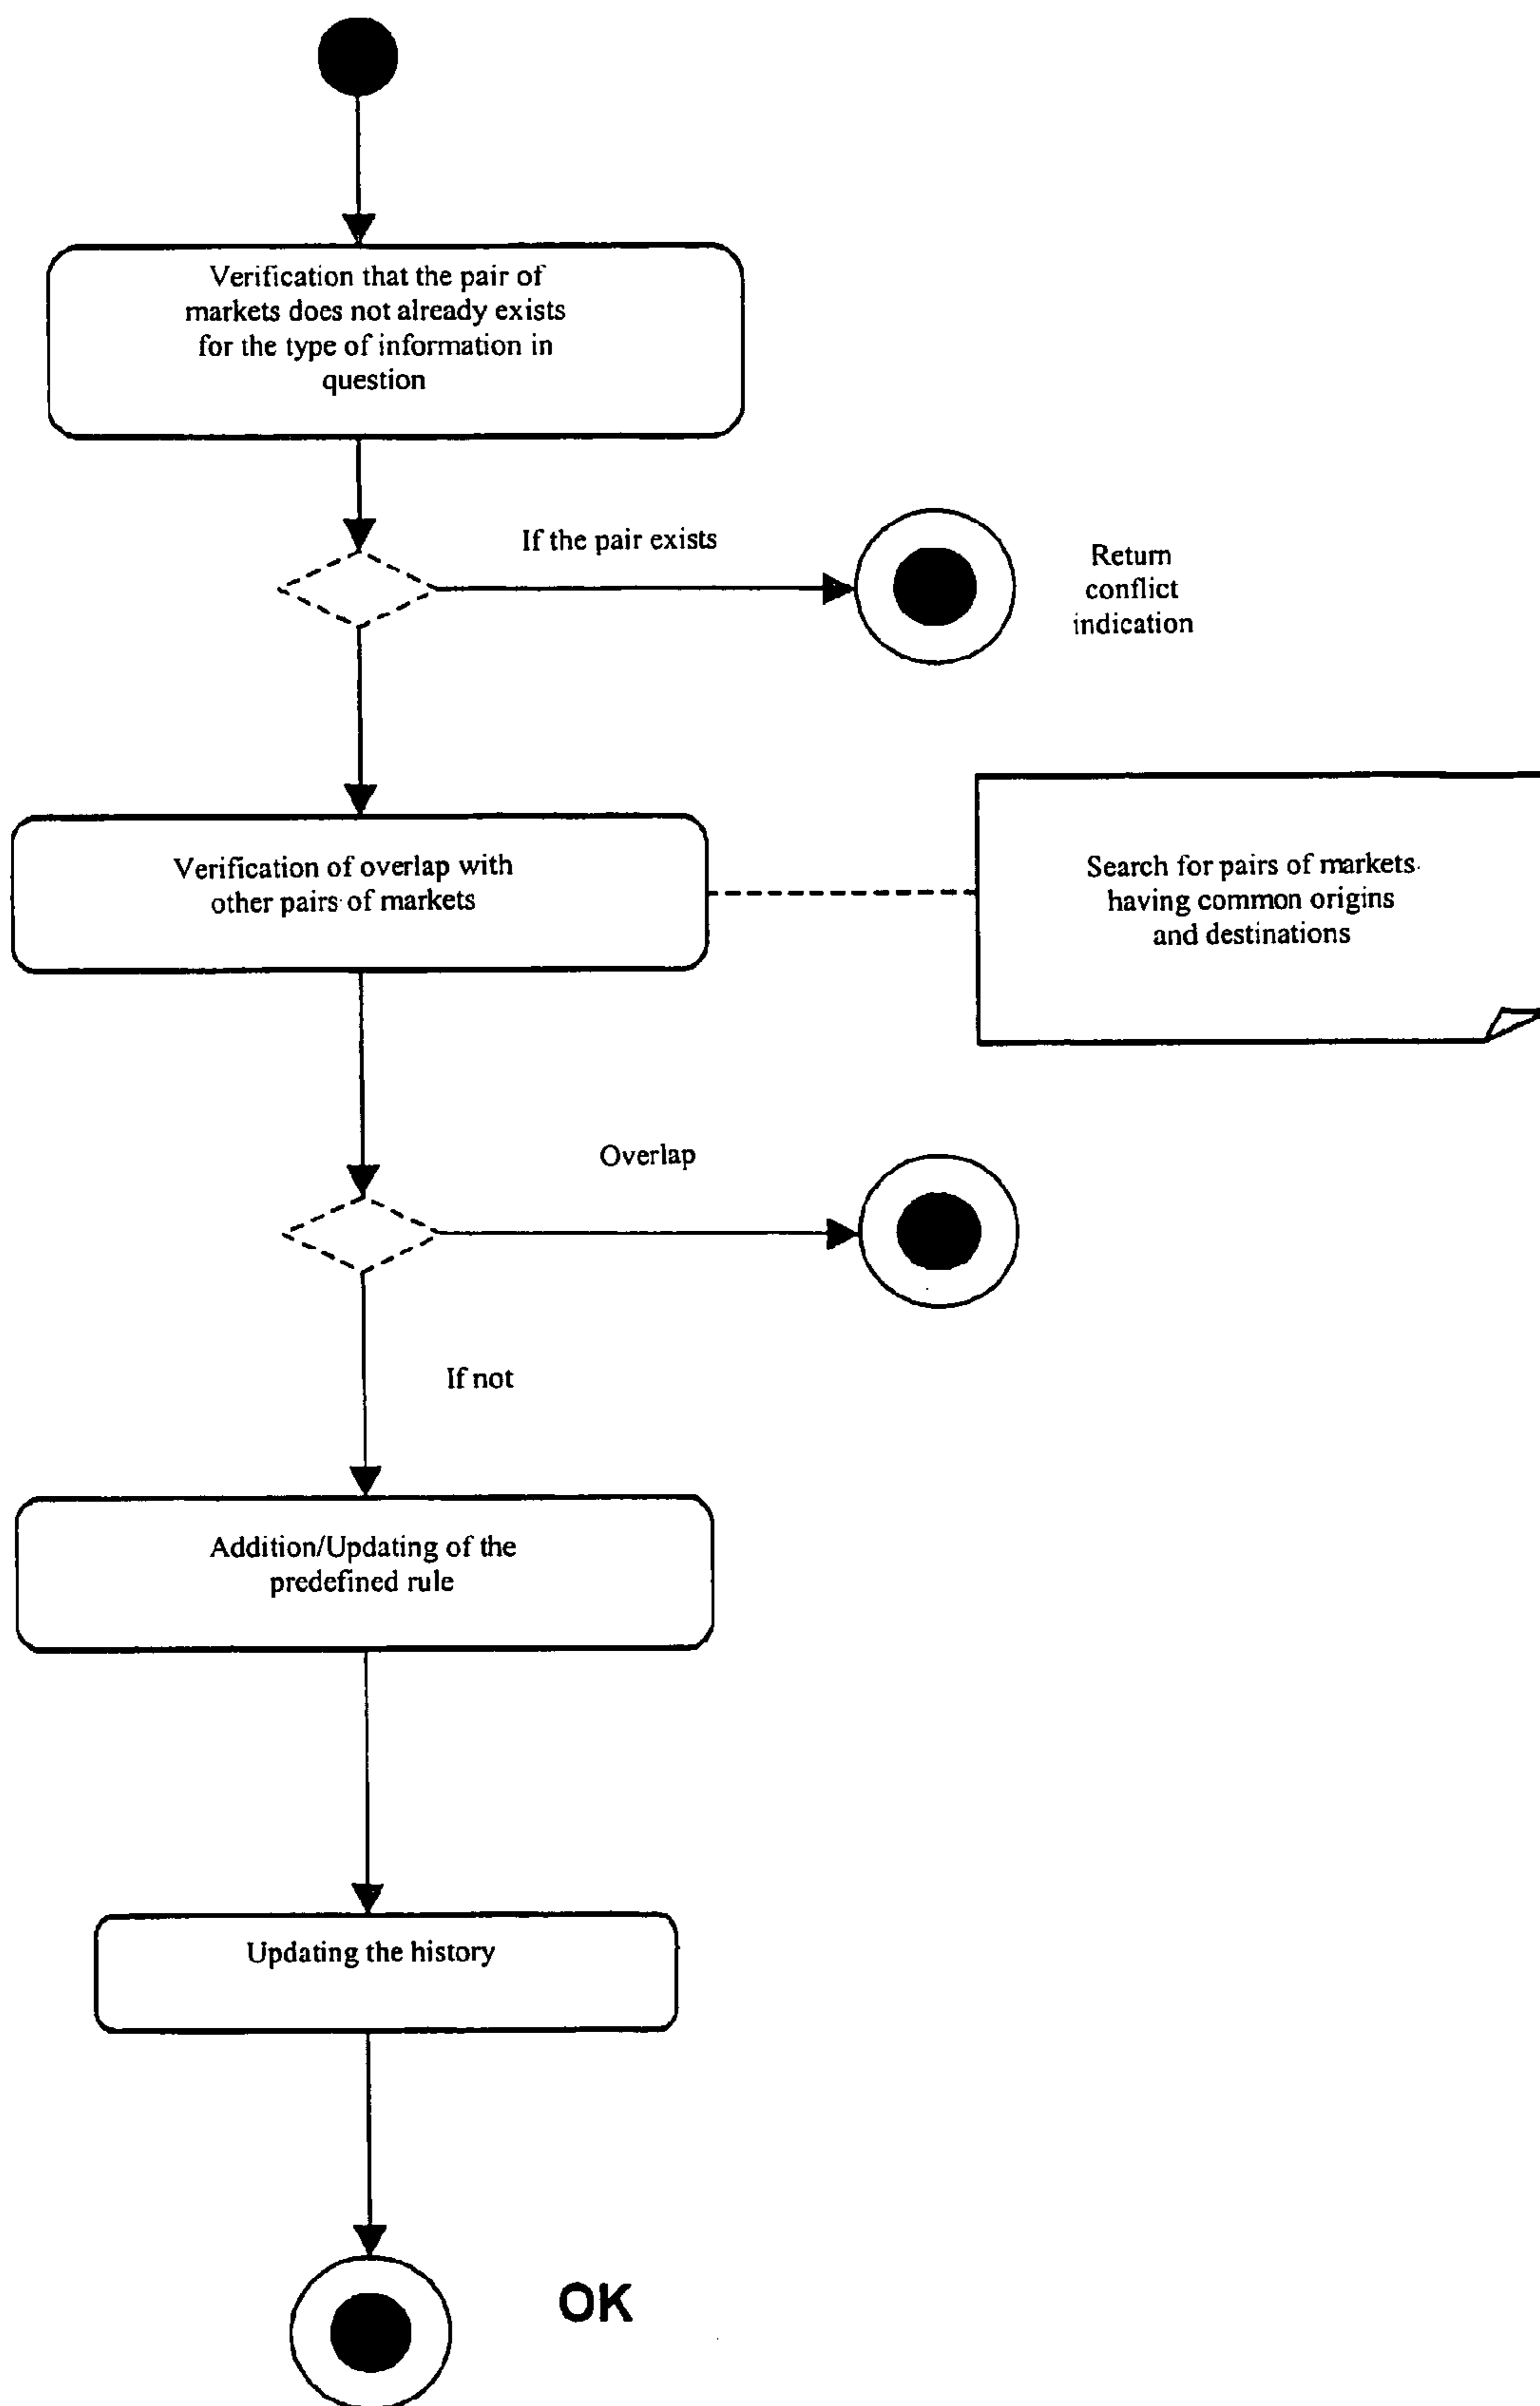 Verification that the pair of
markets does not already exists
for the type of information in
question
If the pair exists
Return
conflict
indication
Verification of overlap with
other pairs of markets
Search for pairs of markets
having common origins
and destinations
Overlap
If not
Addition/Updating of the
predefined rule
Updating the history
OK